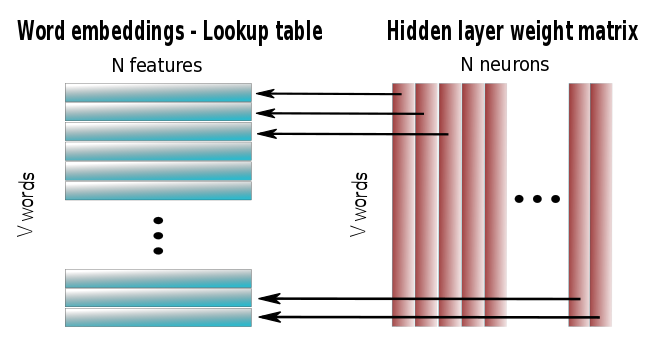 Word embeddings - Lookup table
Hidden layer weight matrix
N features
N neurons
V words
V words